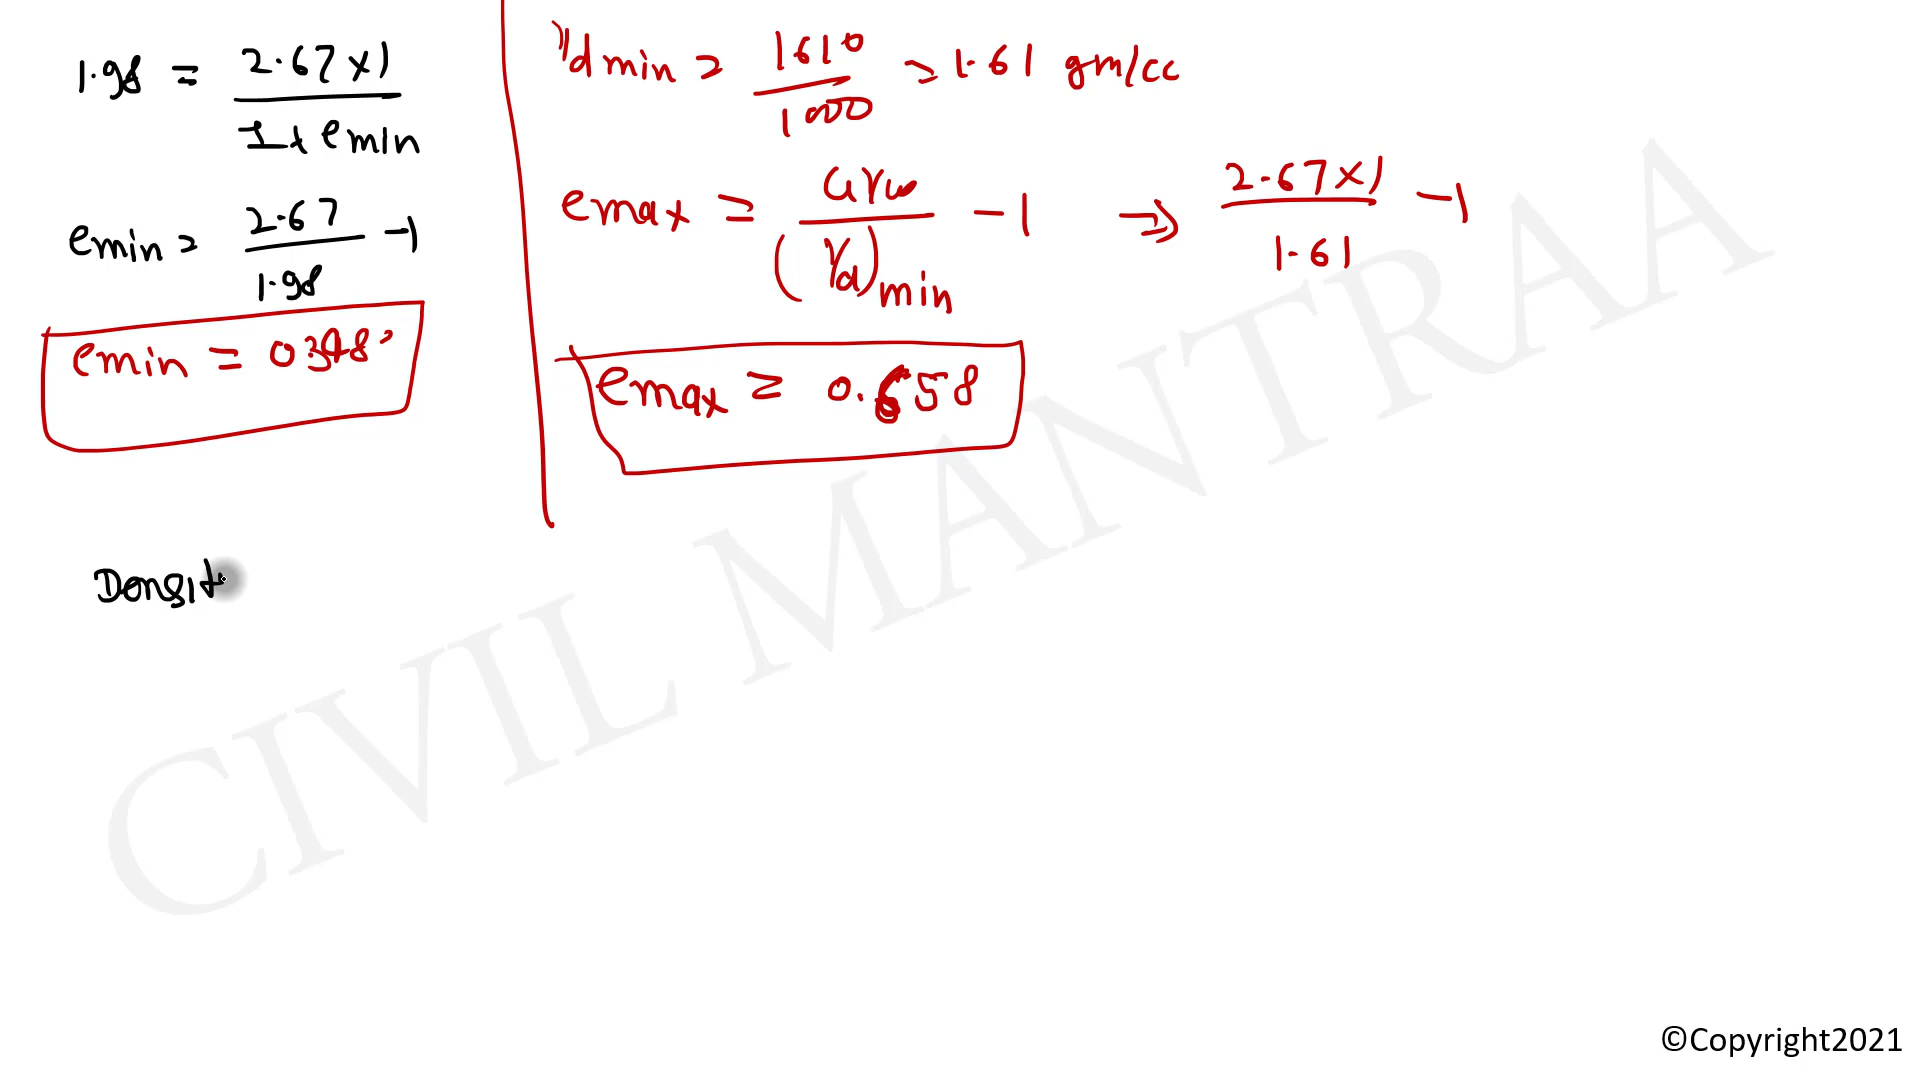 1.98 = 2.67 x 1 / 1 + emin
emin = 2.67 / 1.98 - 1
emin = 0.348
γd min = 1610 / 1000 = 1.61 gm/cc
emax = Gγw / (γd)min - 1 ⇒ 2.67 x 1 / 1.61 - 1
emax = 0.658
Densit
CIVIL MANTRAA
©Copyright2021